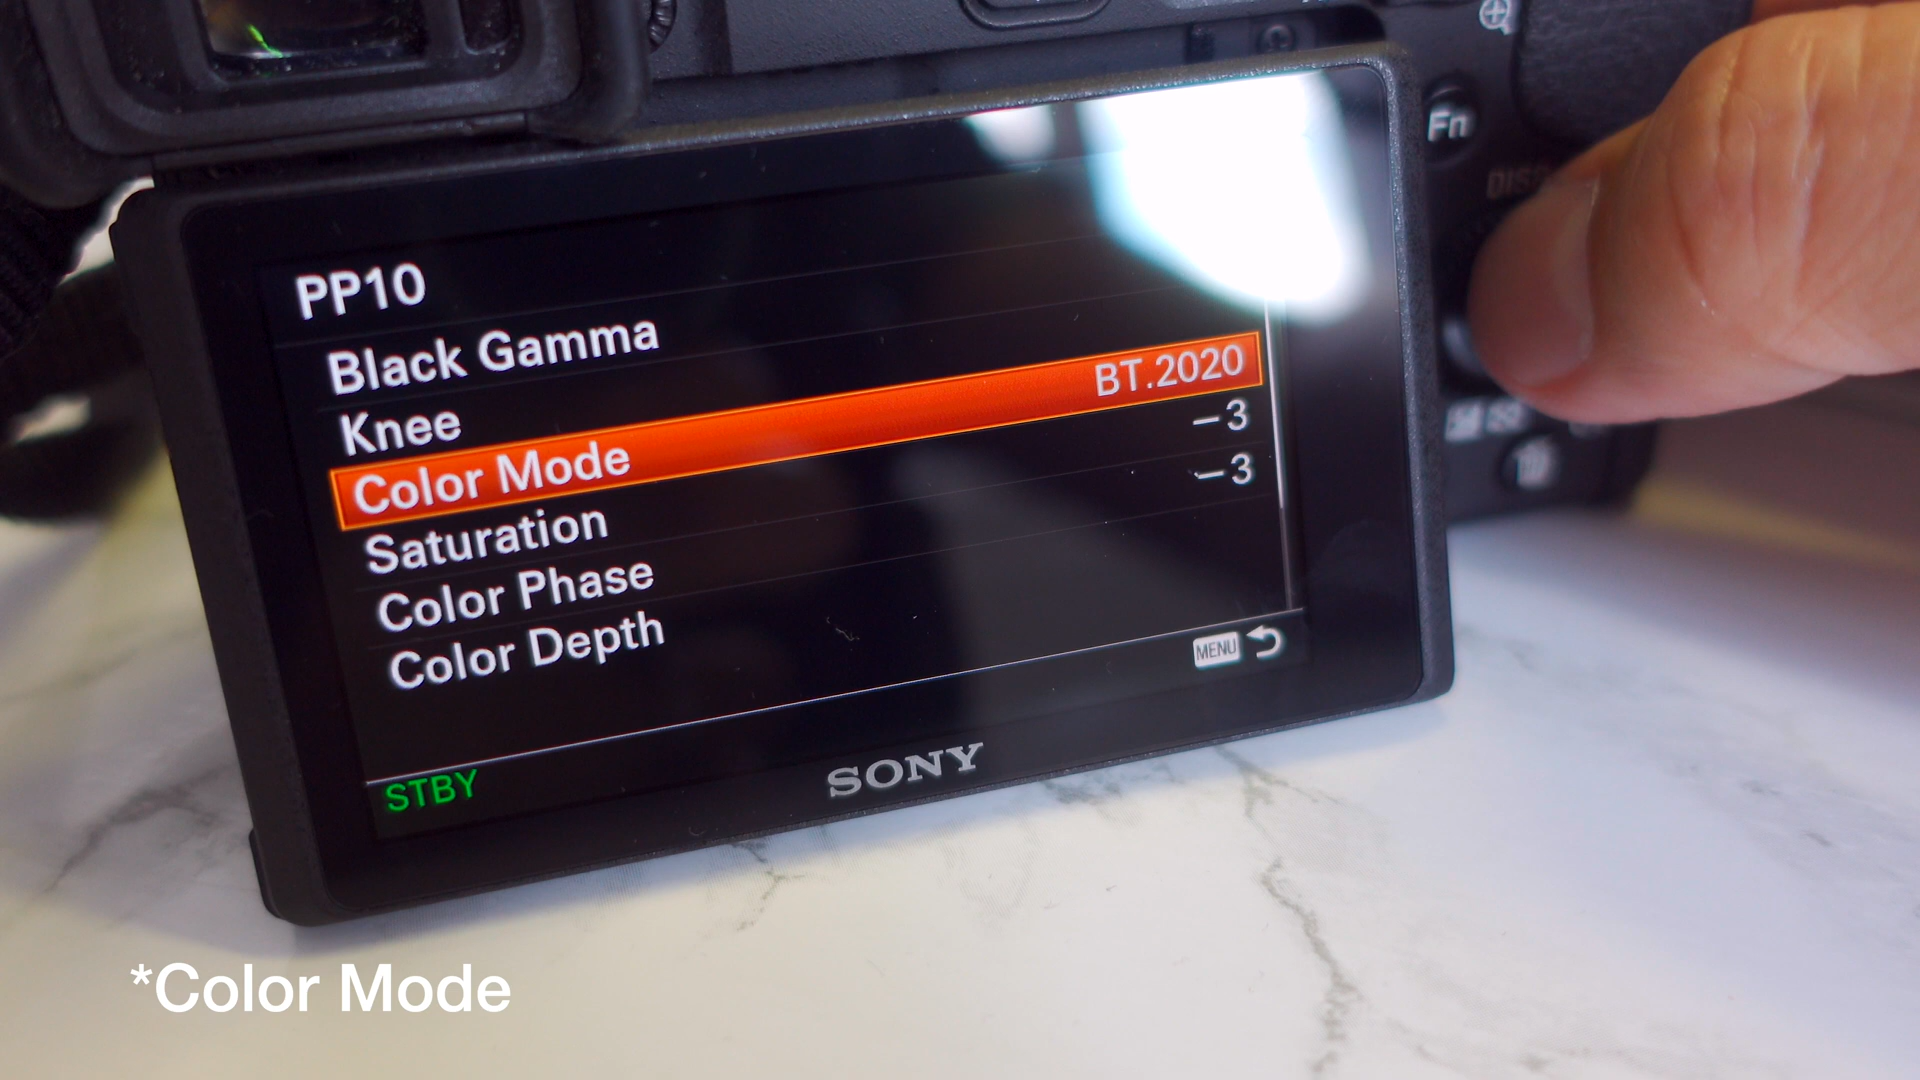 Fn
DISP
PP10
Black Gamma
Knee
Color Mode BT.2020
Saturation –3
Color Phase –3
Color Depth
MENU
STBY
SONY
*Color Mode